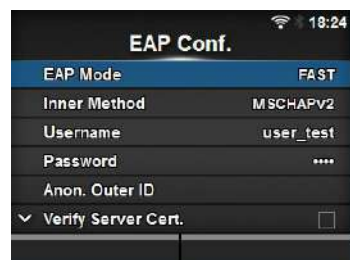 18:24
EAP Conf.
EAP Mode FAST
Inner Method MSCHAPV2
Username user_test
Password ••••
Anon. Outer ID
Verify Server Cert.